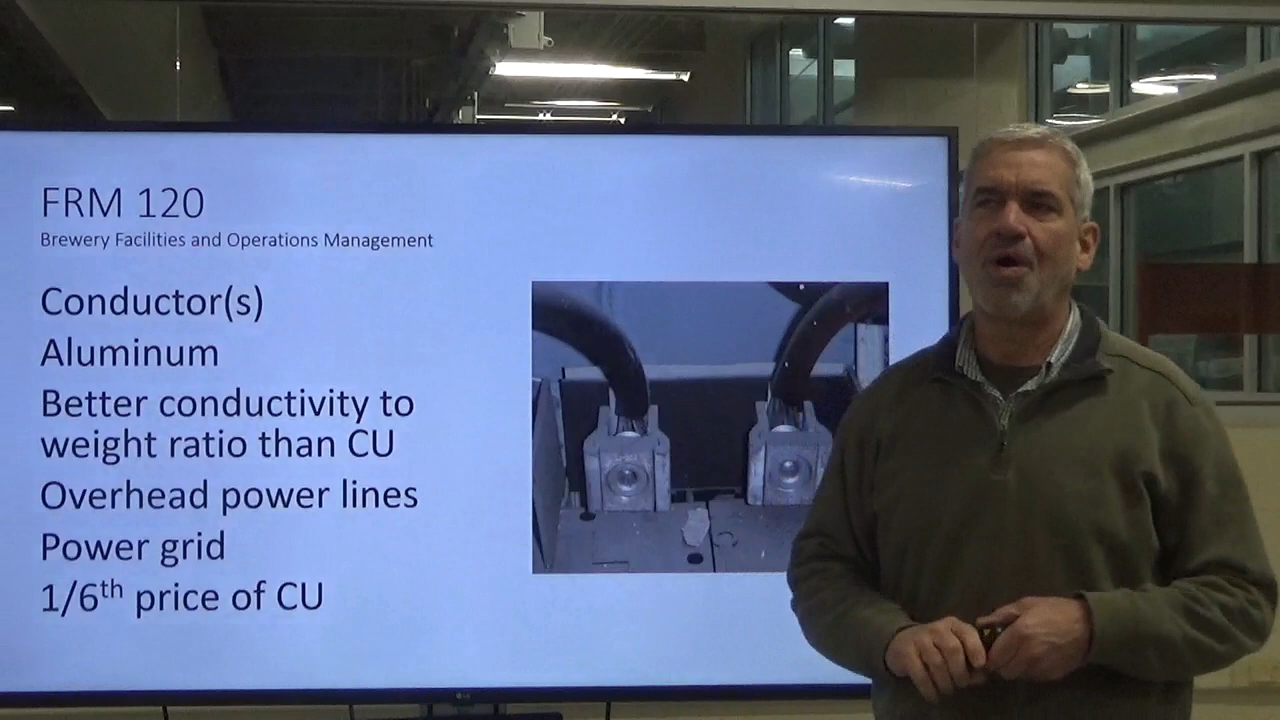 FRM 120
Brewery Facilities and Operations Management
Conductor(s)
Aluminum
Better conductivity to
weight ratio than CU
Overhead power lines
Power grid
1/6th price of CU